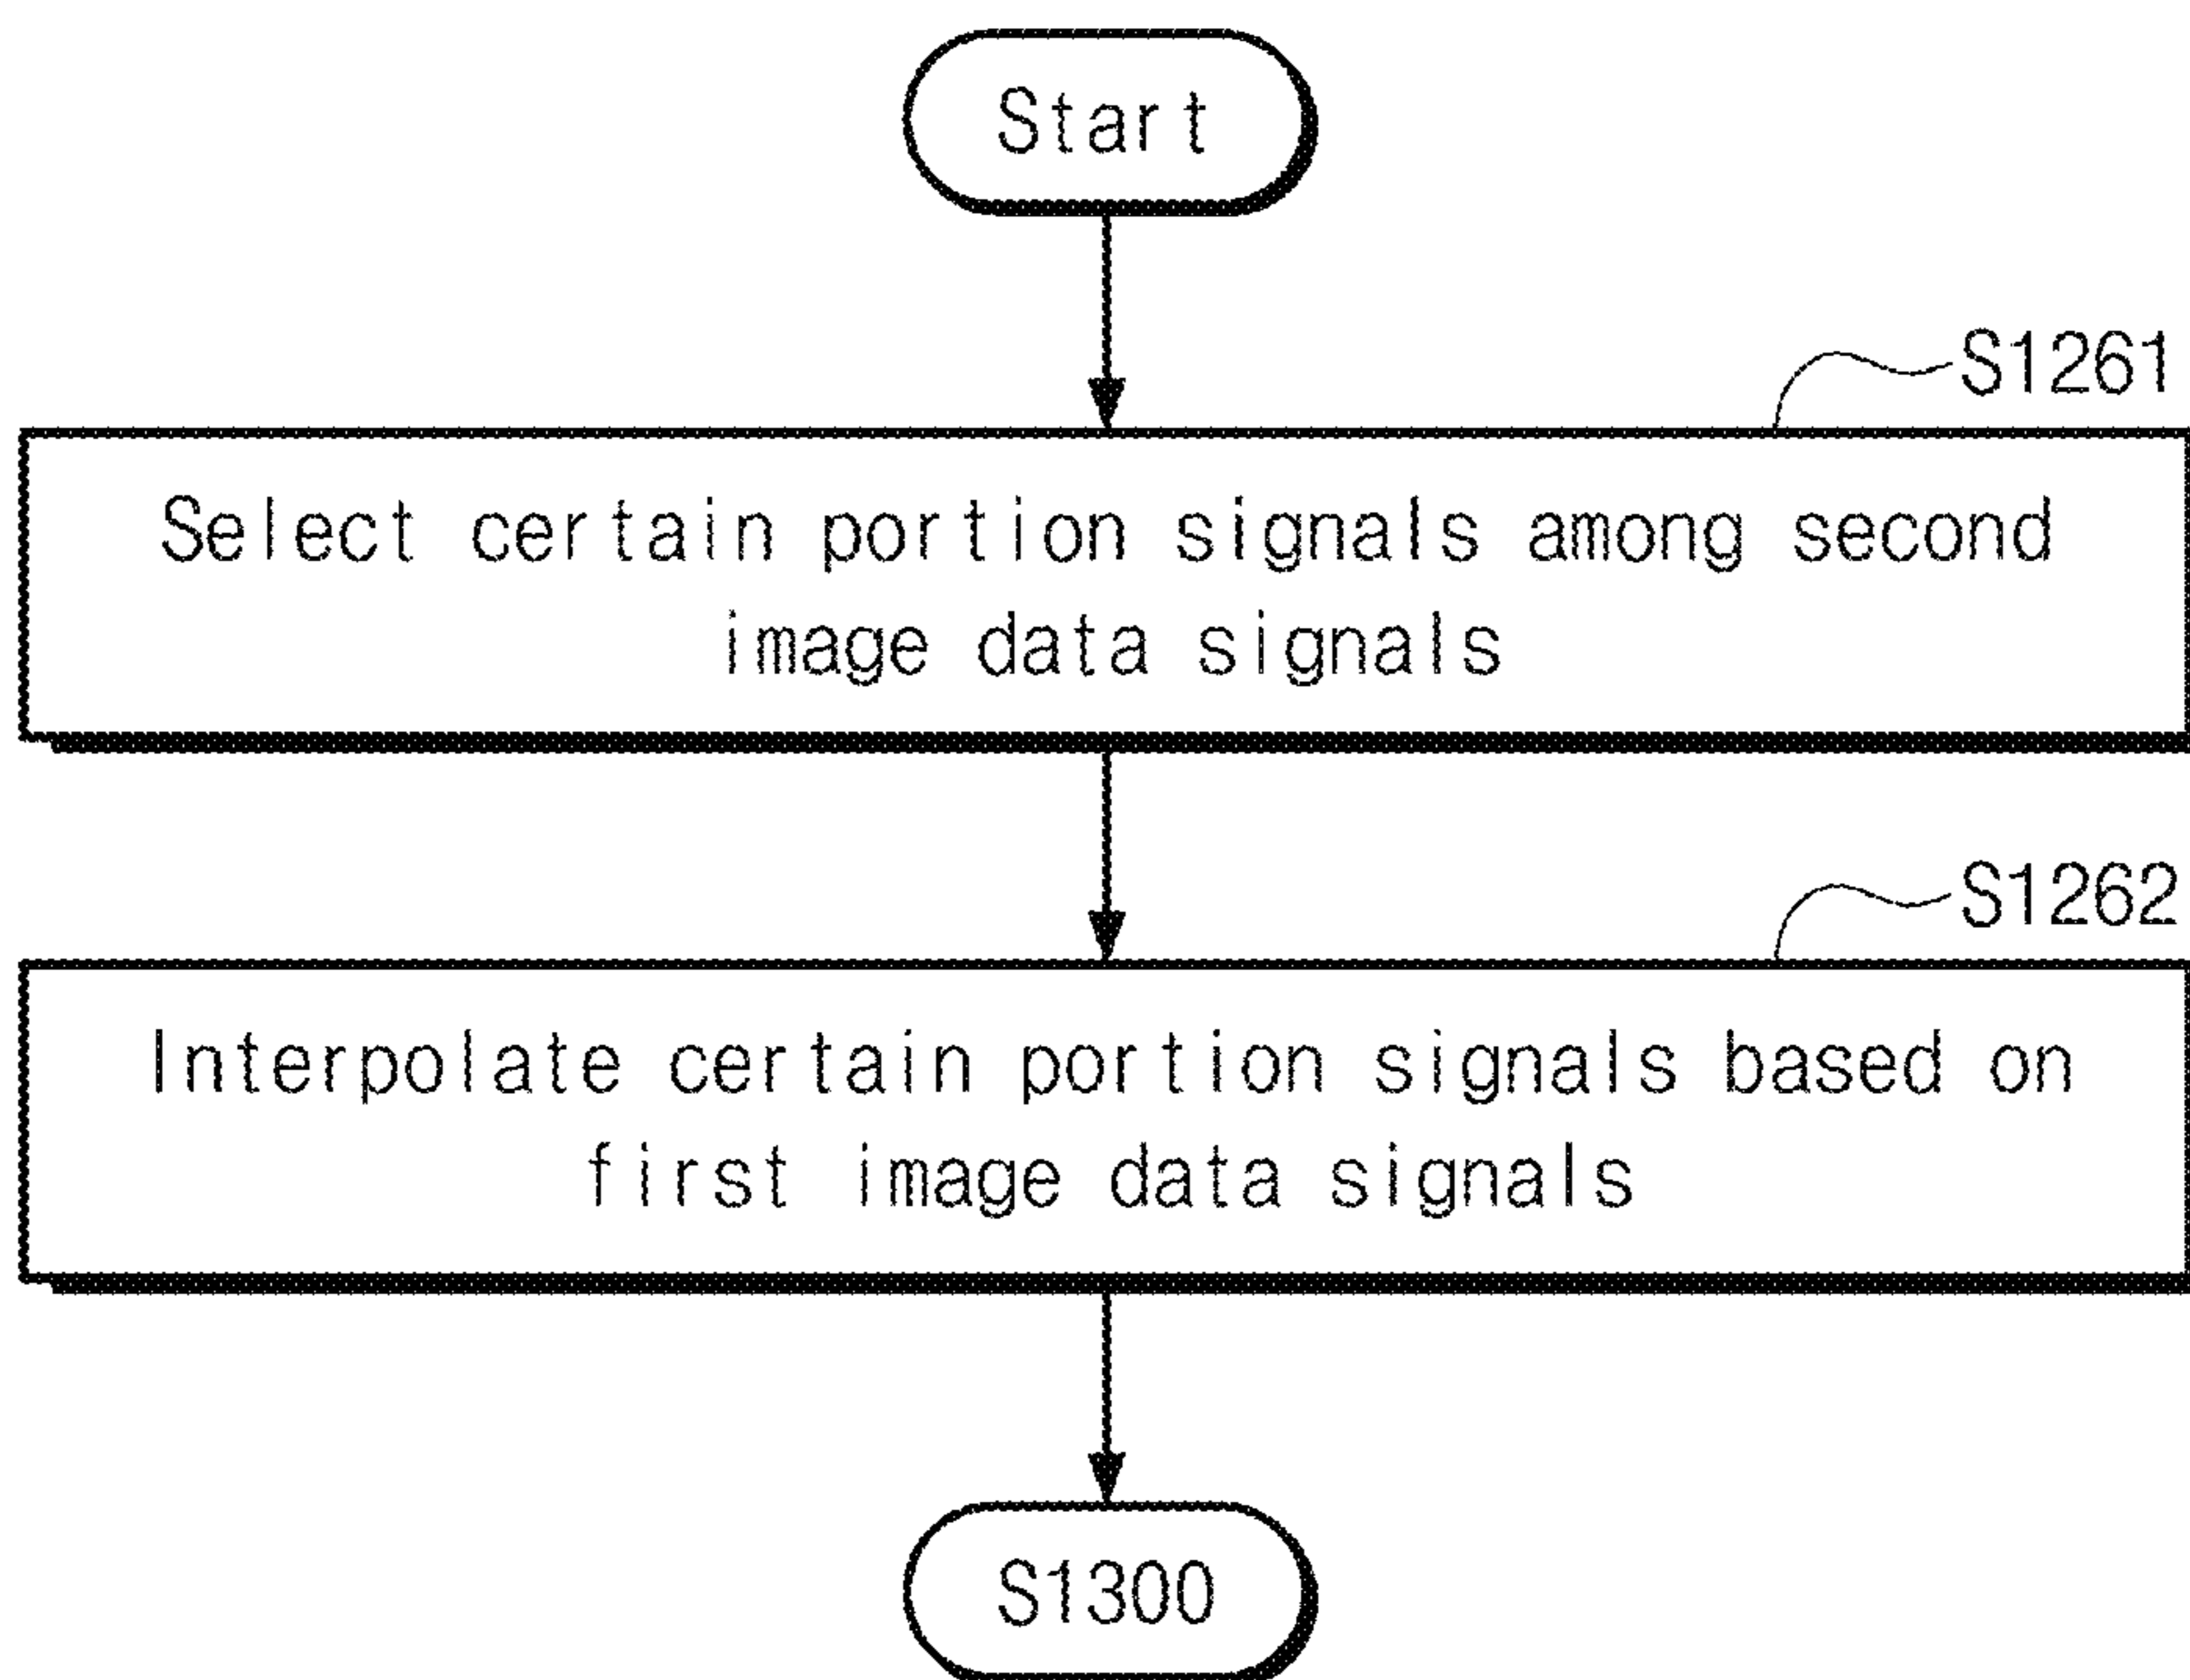 Start
S1261
Select certain portion signals among second
image data signals
S1262
Interpolate certain portion signals based on
first image data signals
S1300